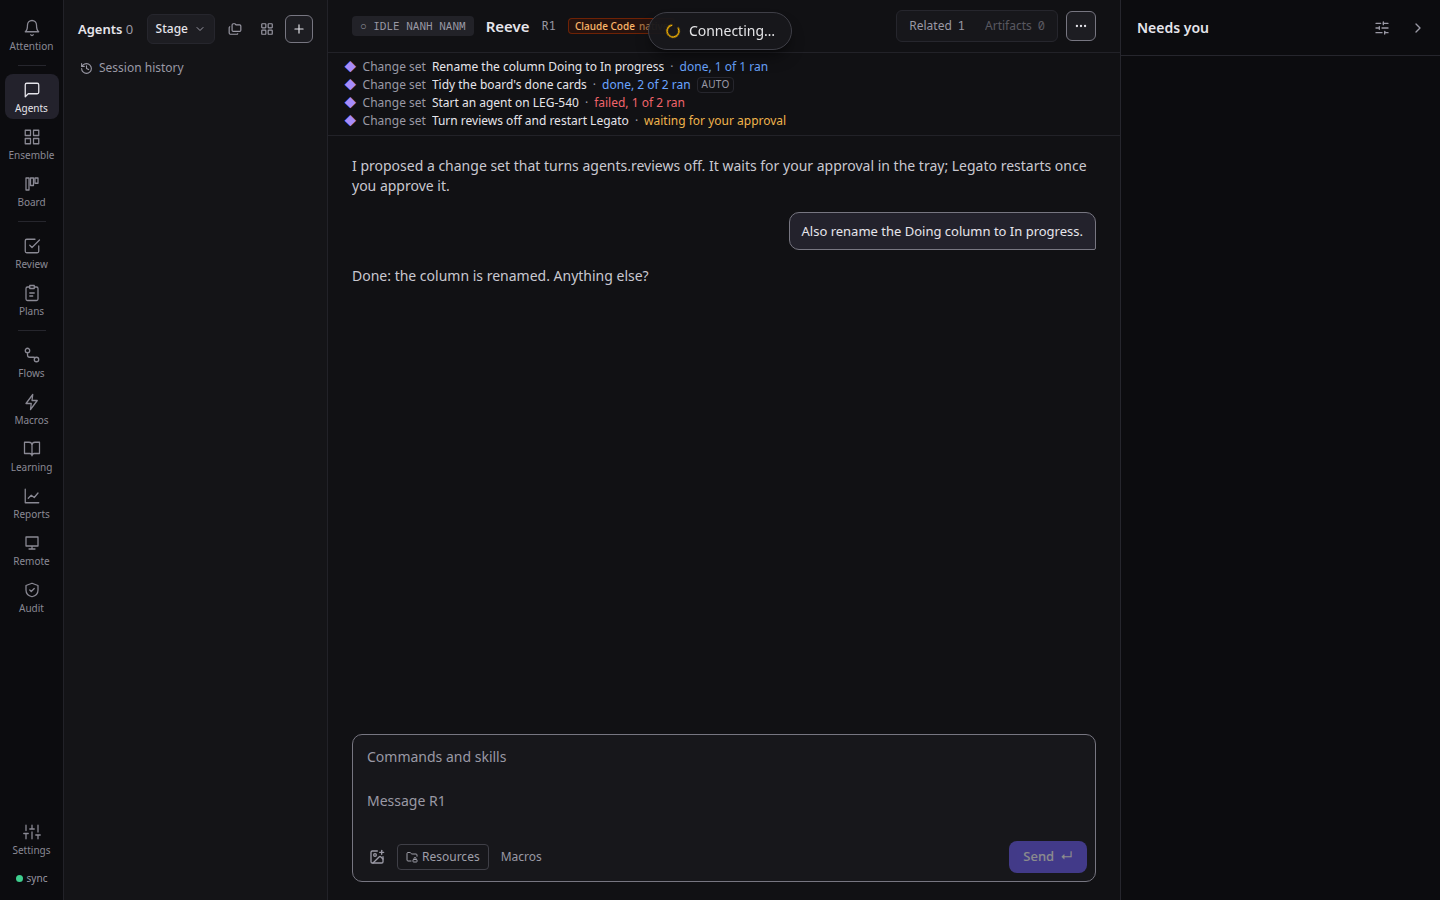 Attention
Agents
Ensemble
Board
Review
Plans
Flows
Macros
Learning
Reports
Remote
Audit
Settings
sync
Agents 0
Stage
Session history
IDLE NANH NANM
Reeve
R1
Claude Code
Connecting...
Related 1
Artifacts 0
Change set Rename the column Doing to In progress · done, 1 of 1 ran
Change set Tidy the board's done cards · done, 2 of 2 ran AUTO
Change set Start an agent on LEG-540 · failed, 1 of 2 ran
Change set Turn reviews off and restart Legato · waiting for your approval
I proposed a change set that turns agents.reviews off. It waits for your approval in the tray; Legato restarts once
you approve it.
Also rename the Doing column to In progress.
Done: the column is renamed. Anything else?
Commands and skills
Message R1
Resources
Macros
Send
Needs you